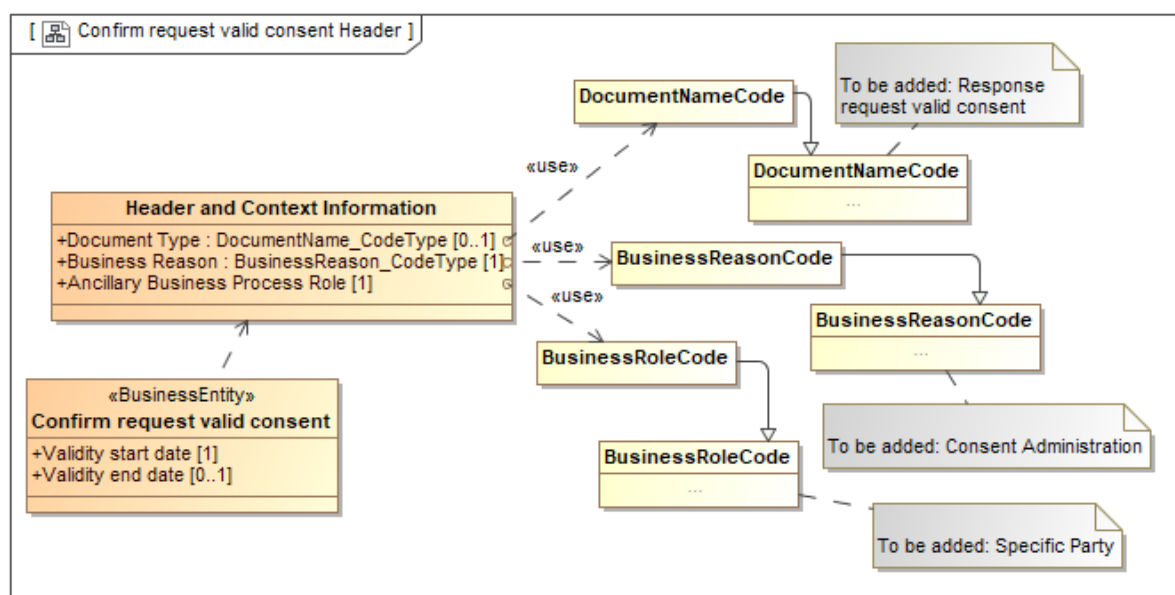 [ Confirm request valid consent Header ]
DocumentNameCode
To be added: Response
request valid consent
«use»
DocumentNameCode
...
Header and Context Information
+Document Type : DocumentName_CodeType [0..1]
+Business Reason : BusinessReason_CodeType [1]
+Ancillary Business Process Role [1]
«use»
BusinessReasonCode
«use»
BusinessReasonCode
...
BusinessRoleCode
«BusinessEntity»
Confirm request valid consent
+Validity start date [1]
+Validity end date [0..1]
To be added: Consent Administration
BusinessRoleCode
...
To be added: Specific Party